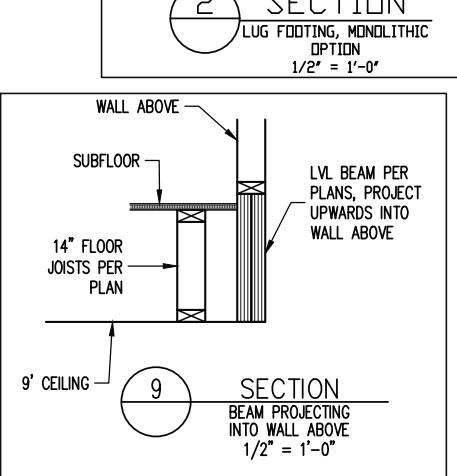 2 SECTION
LUG FOOTING, MONOLITHIC
OPTION
1/2" = 1'-0"
WALL ABOVE
SUBFLOOR
LVL BEAM PER
PLANS, PROJECT
UPWARDS INTO
WALL ABOVE
14" FLOOR
JOISTS PER
PLAN
9' CEILING
9 SECTION
BEAM PROJECTING
INTO WALL ABOVE
1/2" = 1'-0"